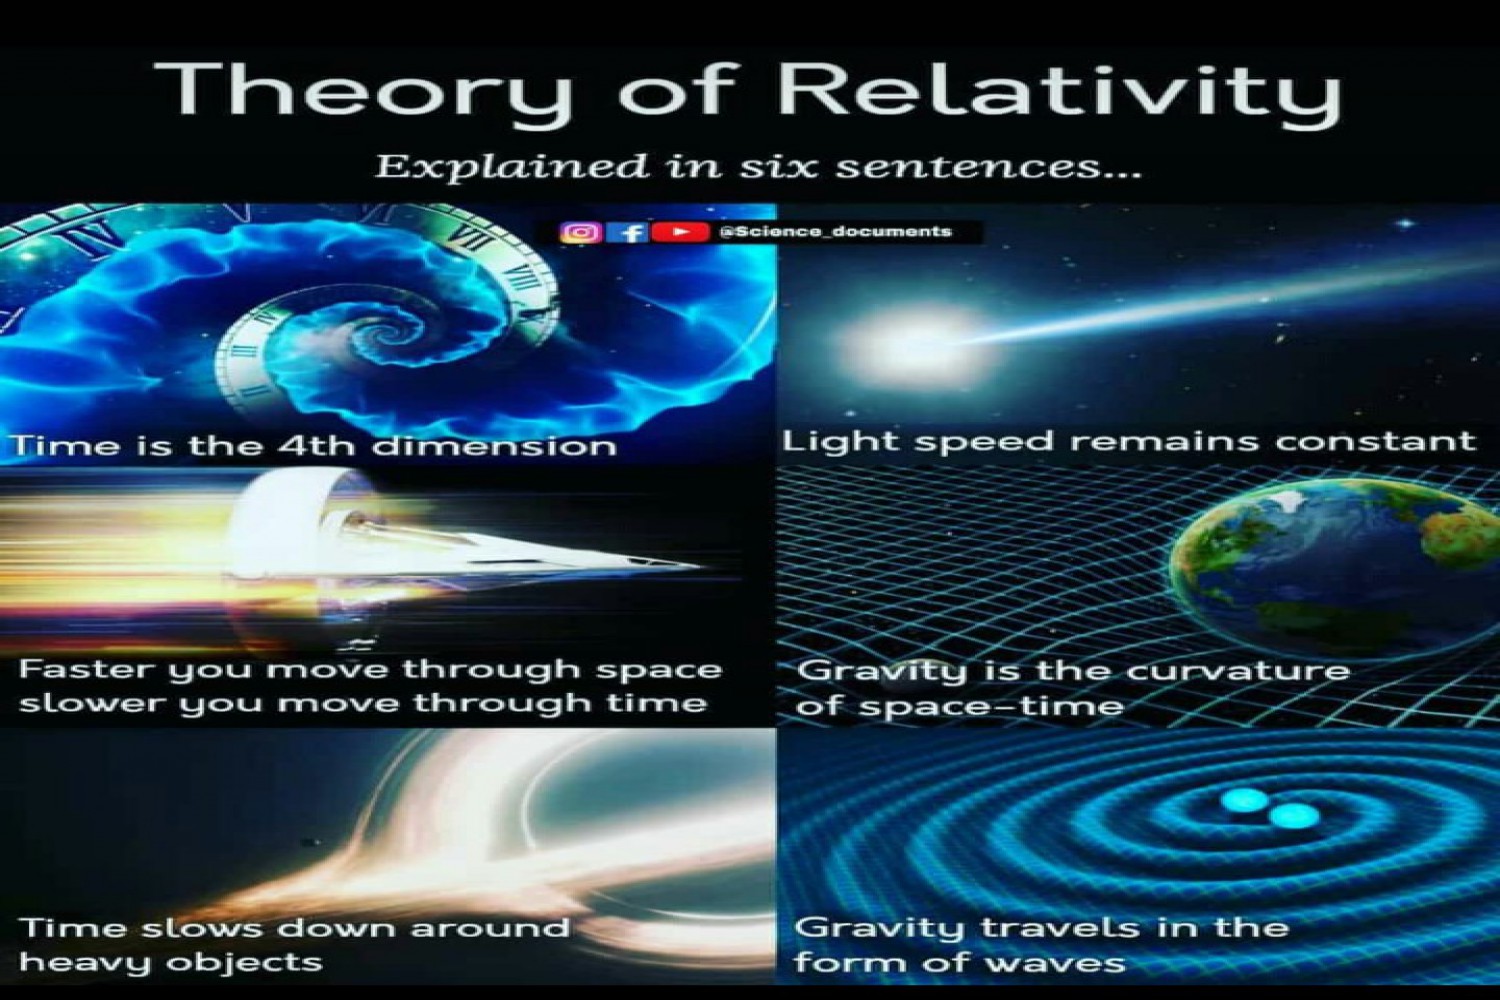 Theory of Relativity
Explained in six sentences...
@Science_documents
Time is the 4th dimension
Light speed remains constant
Faster you move through space
slower you move through time
Gravity is the curvature
of space-time
Time slows down around
heavy objects
Gravity travels in the
form of waves